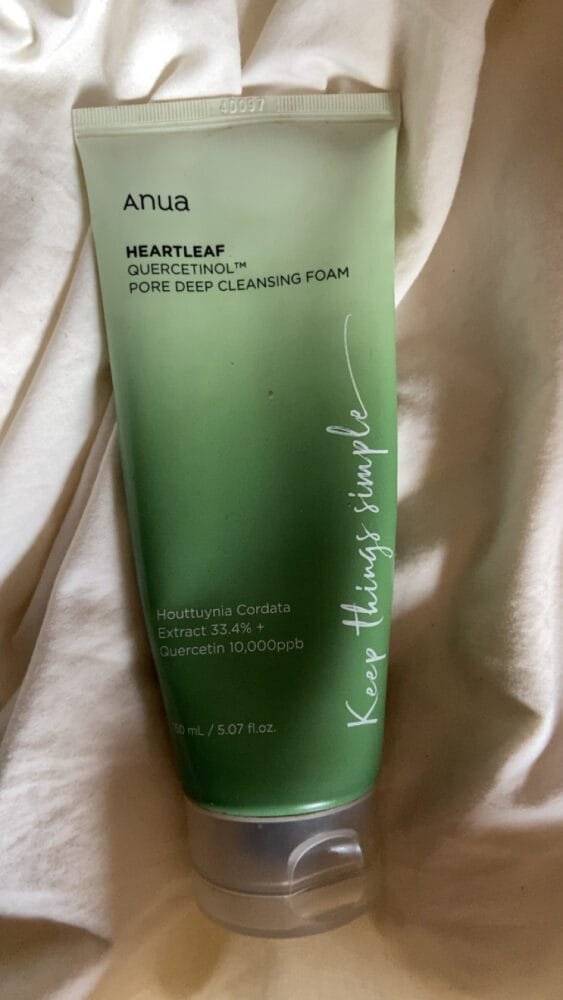 Anua
HEARTLEAF
QUERCETINOL™
PORE DEEP CLEANSING FOAM
Keep things simple
Houttuynia Cordata
Extract 33.4% +
Quercetin 10,000ppb
mL / 5.07 fl.oz.